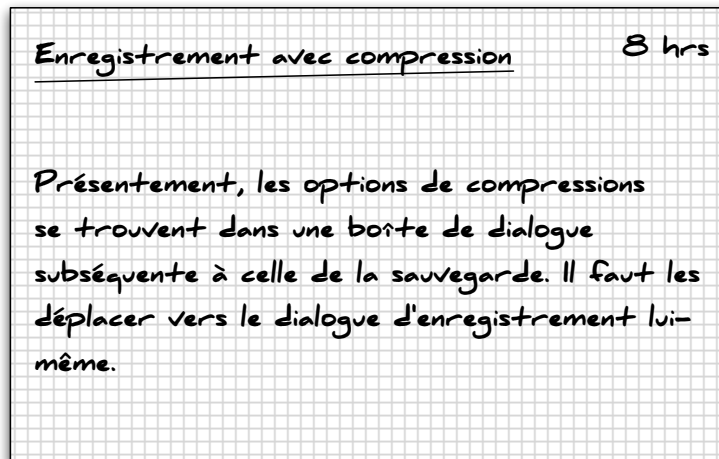 Enregistrement avec compression 8 hrs
Présentement, les options de compressions
se trouvent dans une boîte de dialogue
subséquente à celle de la sauvegarde. Il faut les
déplacer vers le dialogue d'enregistrement lui-
même.